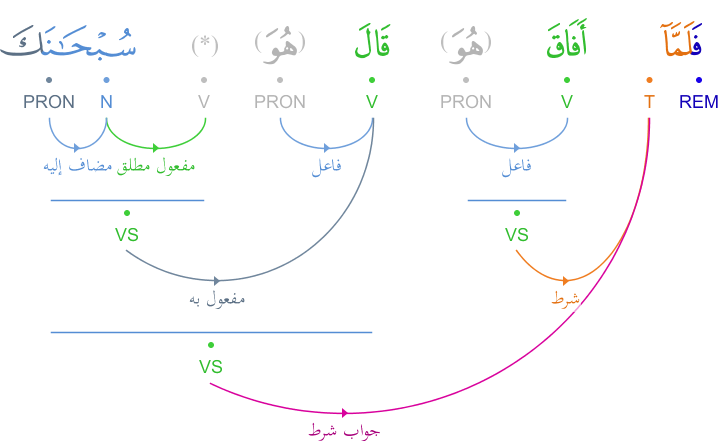 فَلَمَّآ أَفَاقَ (هُوَ) قَالَ (هُوَ) (*) سُبْحَـٰنَكَ
REM T V PRON V PRON V N PRON
فاعل فاعل مفعول مطلق مضاف إليه
VS VS
شرط مفعول به
VS
جواب شرط